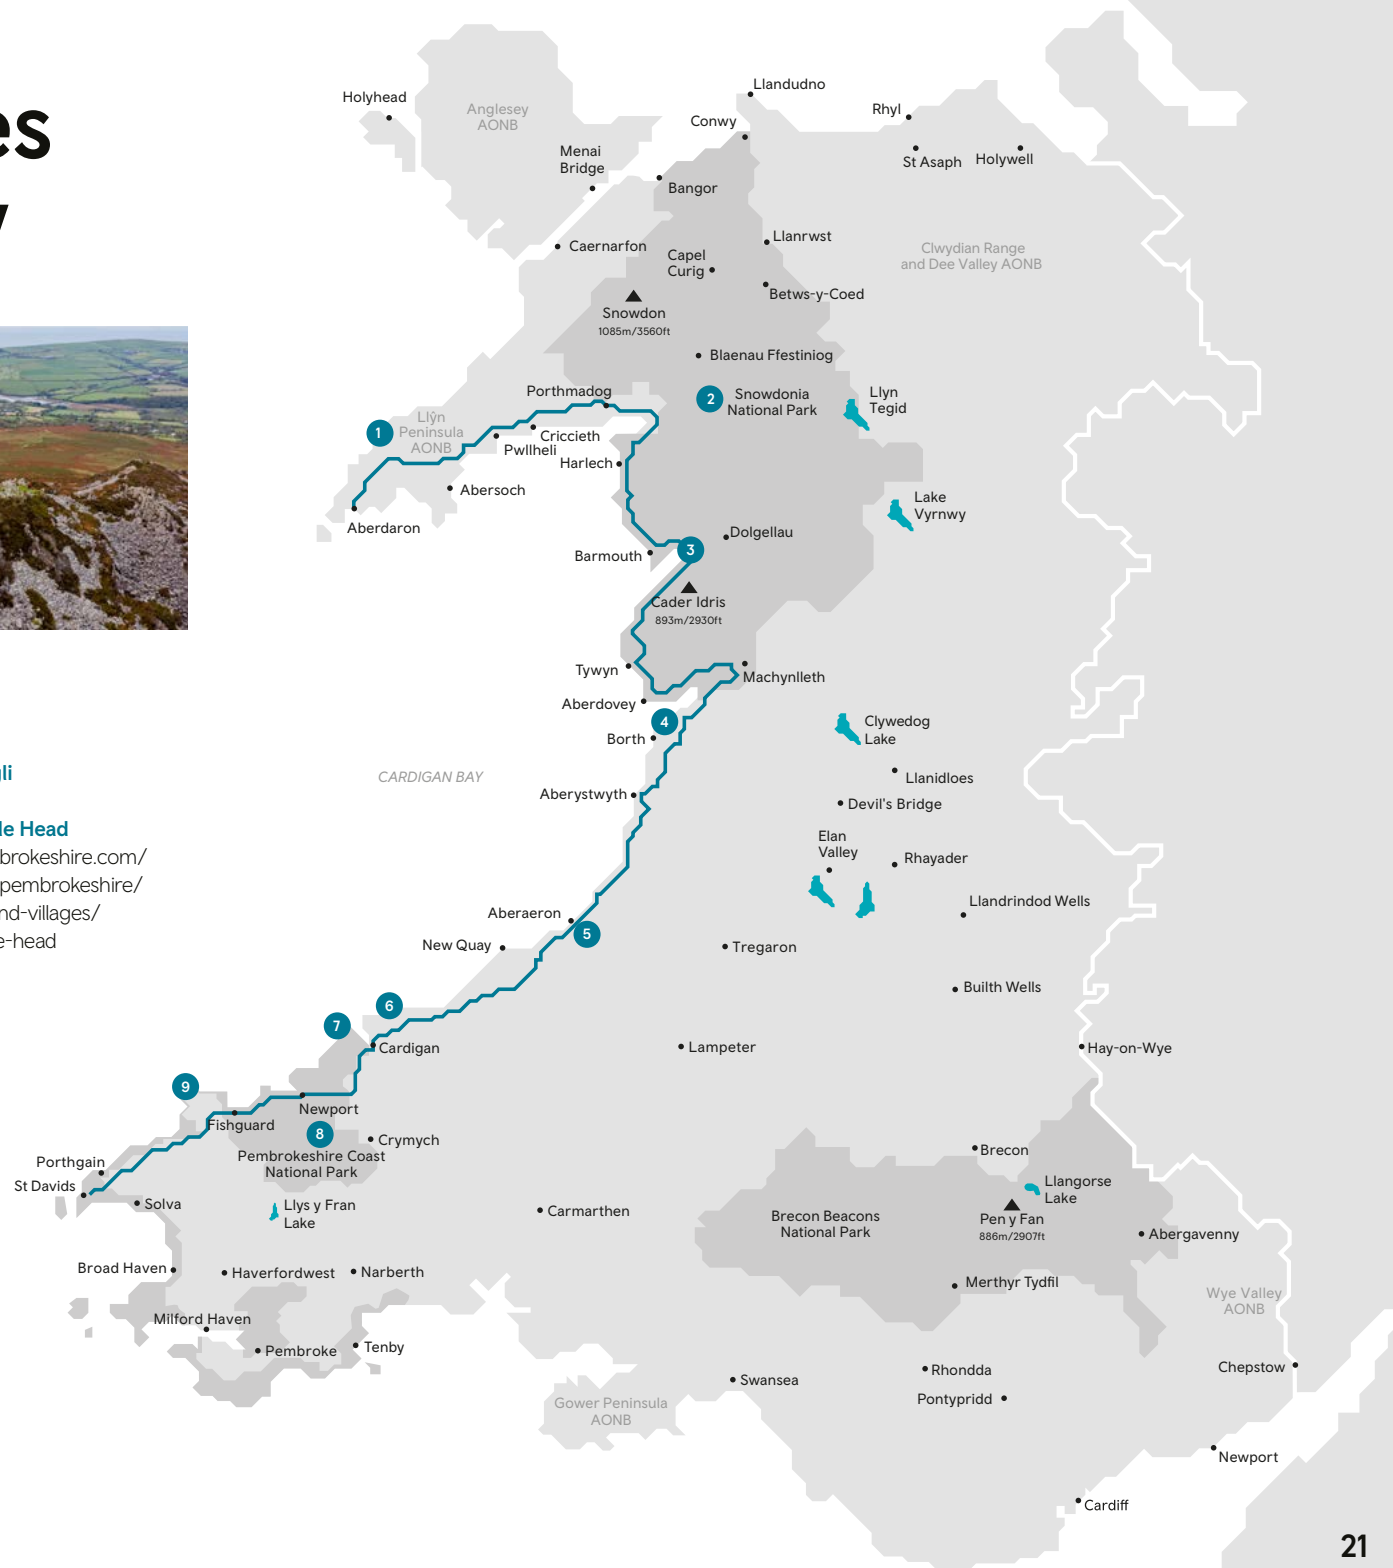 es
Holyhead
Anglesey
AONB
Llandudno
Conwy
Rhyl
St Asaph
Holywell
Menai
Bridge
Bangor
Caernarfon
Llanrwst
Capel
Curig
Betws-y-Coed
Clwydian Range
and Dee Valley AONB
Snowdon
1085m/3560ft
Blaenau Ffestiniog
Porthmadog
2
Snowdonia
National Park
Llyn
Tegid
1
Llŷn
Peninsula
AONB
Criccieth
Pwllheli
Harlech
Abersoch
Aberdaron
Lake
Vyrnwy
Dolgellau
Barmouth
3
Cader Idris
893m/2930ft
Tywyn
Machynlleth
Aberdovey
4
Borth
Clywedog
Lake
CARDIGAN BAY
Llanidloes
Aberystwyth
Devil's Bridge
Elan
Valley
Rhayader
Llandrindod Wells
Aberaeron
5
New Quay
Tregaron
Builth Wells
6
7
Cardigan
Lampeter
Hay-on-Wye
9
Newport
Fishguard
8
Crymych
Pembrokeshire Coast
National Park
Porthgain
St Davids
Solva
Llys y Fran
Lake
Carmarthen
Brecon
Llangorse
Lake
Brecon Beacons
National Park
Pen y Fan
886m/2907ft
Abergavenny
Broad Haven
Haverfordwest
Narberth
Merthyr Tydfil
Wye Valley
AONB
Milford Haven
Pembroke
Tenby
Swansea
Rhondda
Pontypridd
Chepstow
Gower Peninsula
AONB
Newport
Cardiff
gli
le Head
brokeshire.com/
pembrokeshire/
nd-villages/
e-head
21